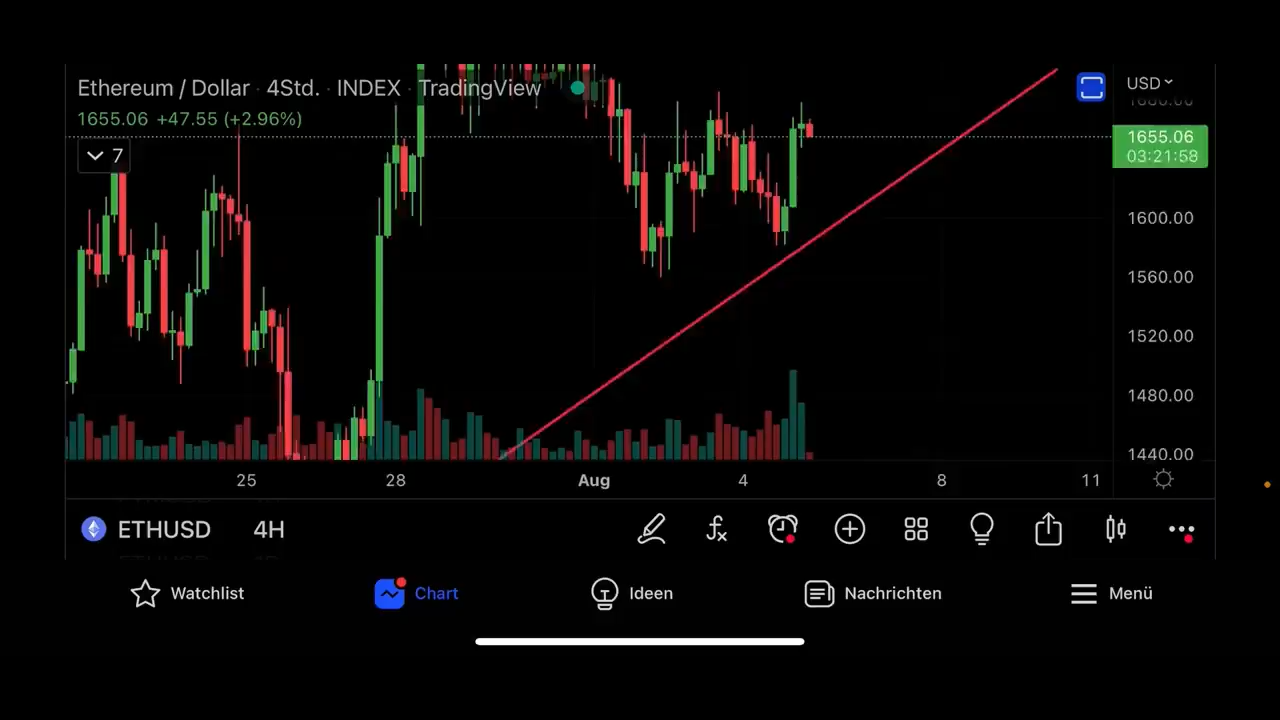 Ethereum / Dollar · 4Std. · INDEX · TradingView
USD
1655.06 +47.55 (+2.96%)
7
1655.06
03:21:58
1600.00
1560.00
1520.00
1480.00
1440.00
25 28 Aug 4 8 11
ETHUSD 4H
Watchlist Chart Ideen Nachrichten Menü